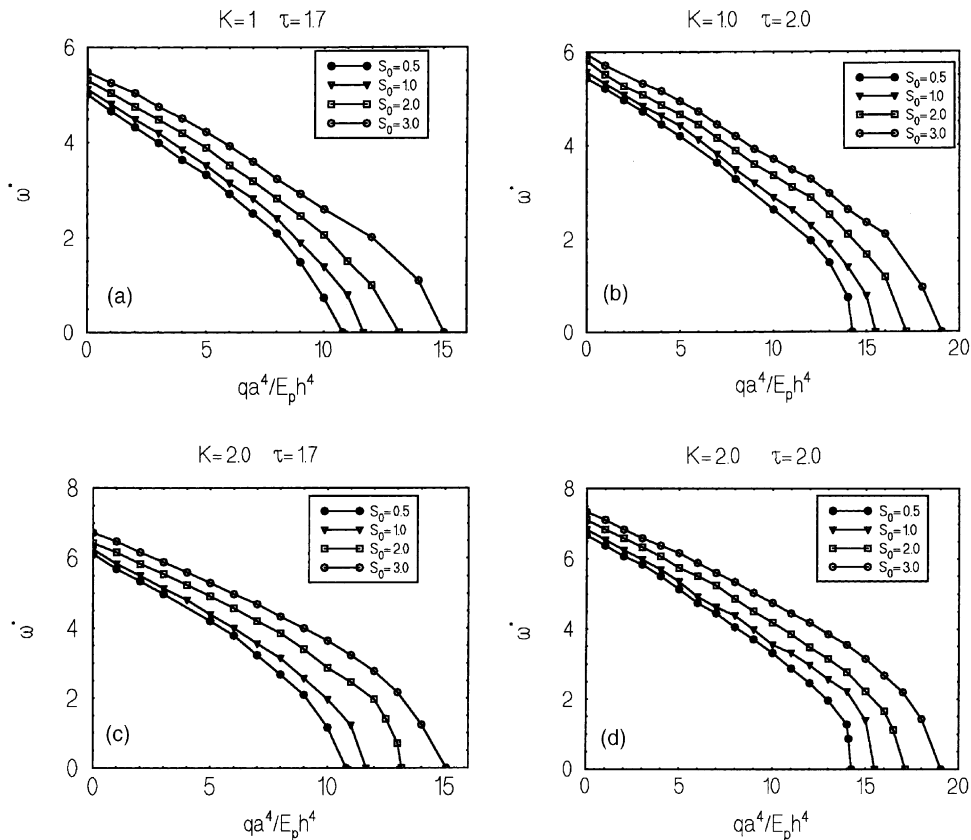 K=1 τ=1.7
6
4
2
0
ω*
S₀=0.5
S₀=1.0
S₀=2.0
S₀=3.0
(a)
0 5 10 15
qa⁴/Eₚh⁴
K=1.0 τ=2.0
6
4
2
0
ω*
S₀=0.5
S₀=1.0
S₀=2.0
S₀=3.0
(b)
0 5 10 15 20
qa⁴/Eₚh⁴
K=2.0 τ=1.7
8
6
4
2
0
ω*
S₀=0.5
S₀=1.0
S₀=2.0
S₀=3.0
(c)
0 5 10 15
qa⁴/Eₚh⁴
K=2.0 τ=2.0
8
6
4
2
0
ω*
S₀=0.5
S₀=1.0
S₀=2.0
S₀=3.0
(d)
0 5 10 15 20
qa⁴/Eₚh⁴